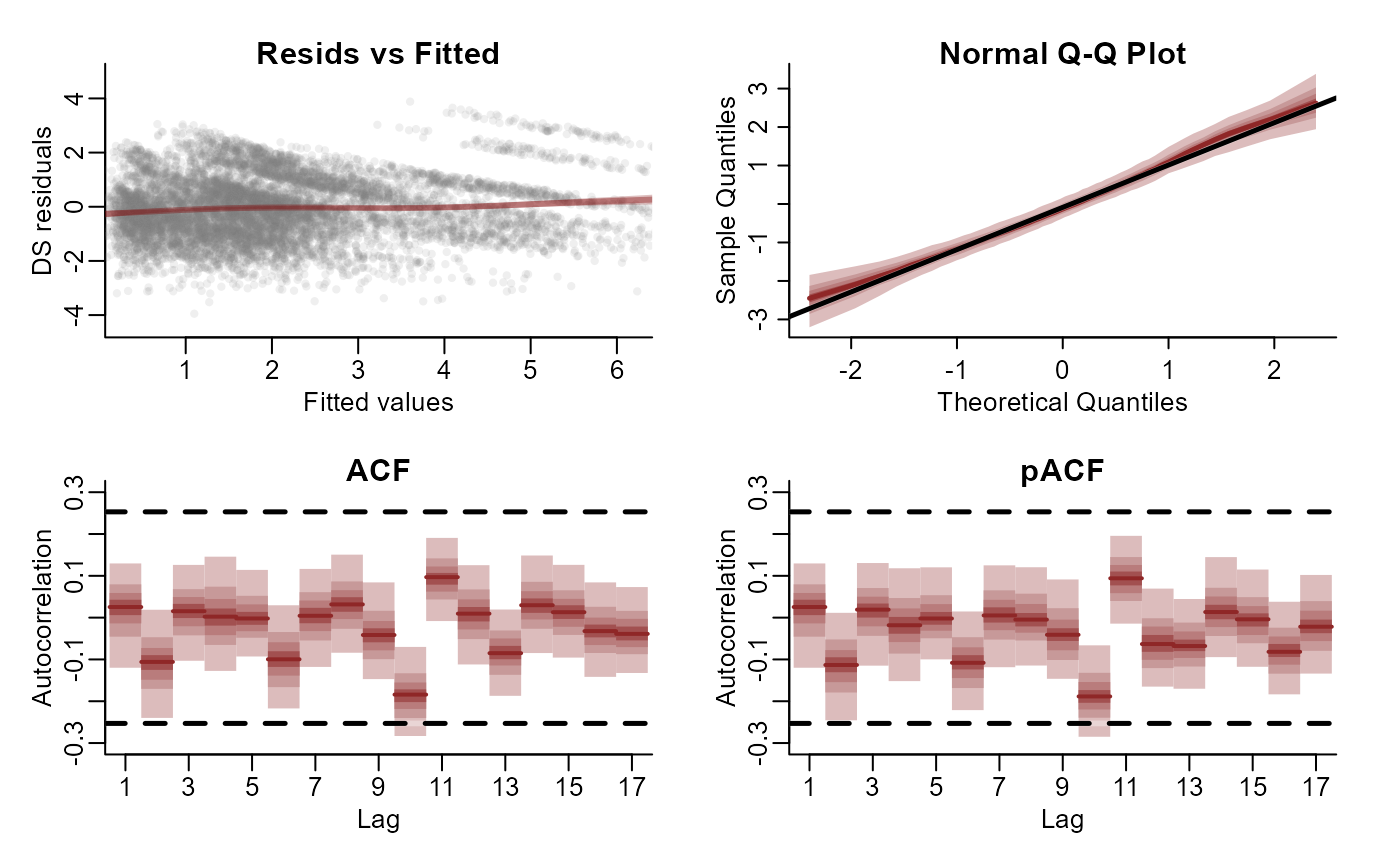 Resids vs Fitted
DS residuals
4
2
0
-2
-4
1 2 3 4 5 6
Fitted values
Normal Q-Q Plot
Sample Quantiles
3
2
1
-1
-3
-2 -1 0 1 2
Theoretical Quantiles
ACF
Autocorrelation
0.3
0.1
-0.1
-0.3
1 3 5 7 9 11 13 15 17
Lag
pACF
Autocorrelation
0.3
0.1
-0.1
-0.3
1 3 5 7 9 11 13 15 17
Lag